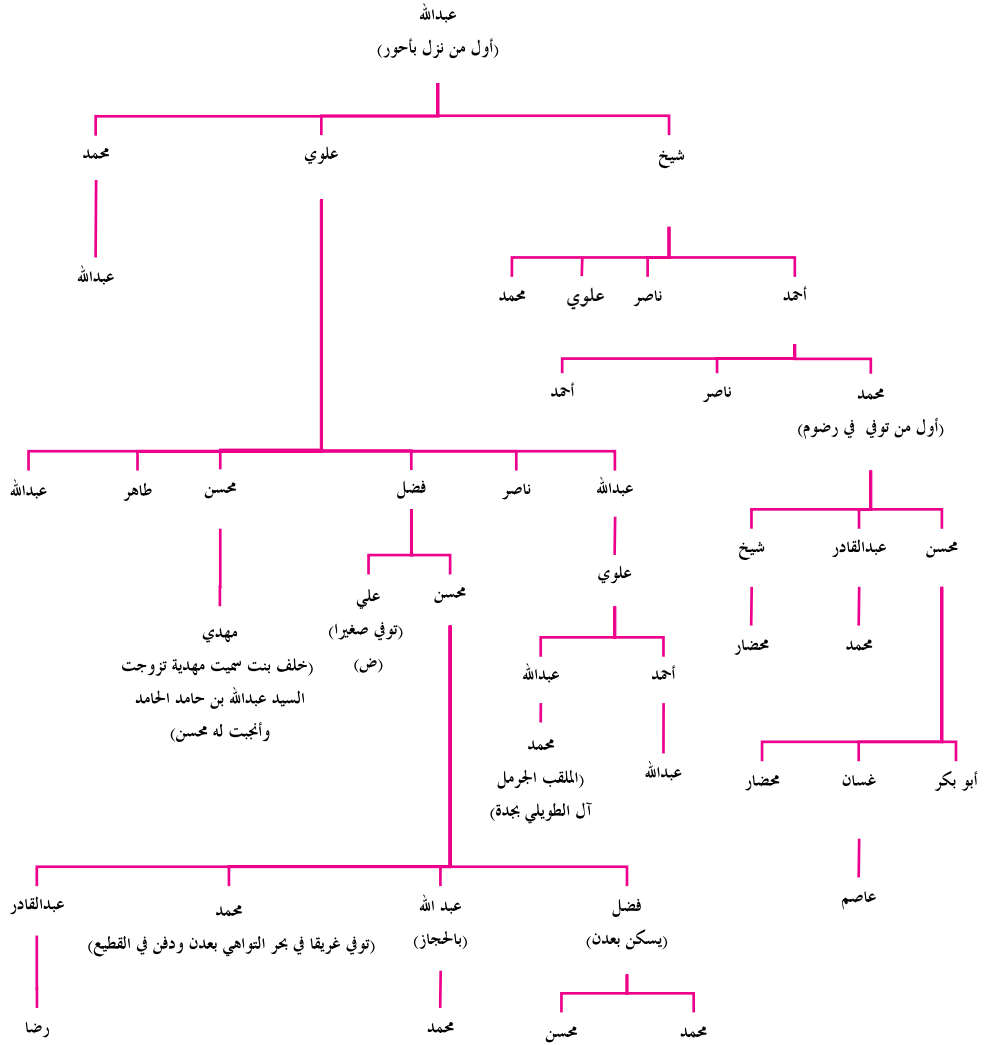 عبدالله
(أول من نزل بأحور)
شيخ
علوي
محمد
عبدالله
أحمد
ناصر
علوي
محمد
محمد
(أول من توفي في رضوم)
ناصر
أحمد
عبدالله
ناصر
فضل
محسن
طاهر
عبدالله
محسن
عبدالقادر
شيخ
علوي
محسن
علي
(توفي صغيرا)
(ض)
مهدي
(خلف بنت سميت مهدية تزوجت
السيد عبدالله بن حامد الحامد
وأنجبت له محسن)
محمد
محضار
أحمد
عبدالله
عبدالله
محمد
(الملقب الجرمل
آل الطويلي بجدة)
أبو بكر
غسان
محضار
عاصم
فضل
(يسكن بعدن)
عبد الله
(بالحجاز)
محمد
(توفي غريقا في بحر التواهي بعدن ودفن في القطيع)
عبدالقادر
محمد
محسن
محمد
رضا